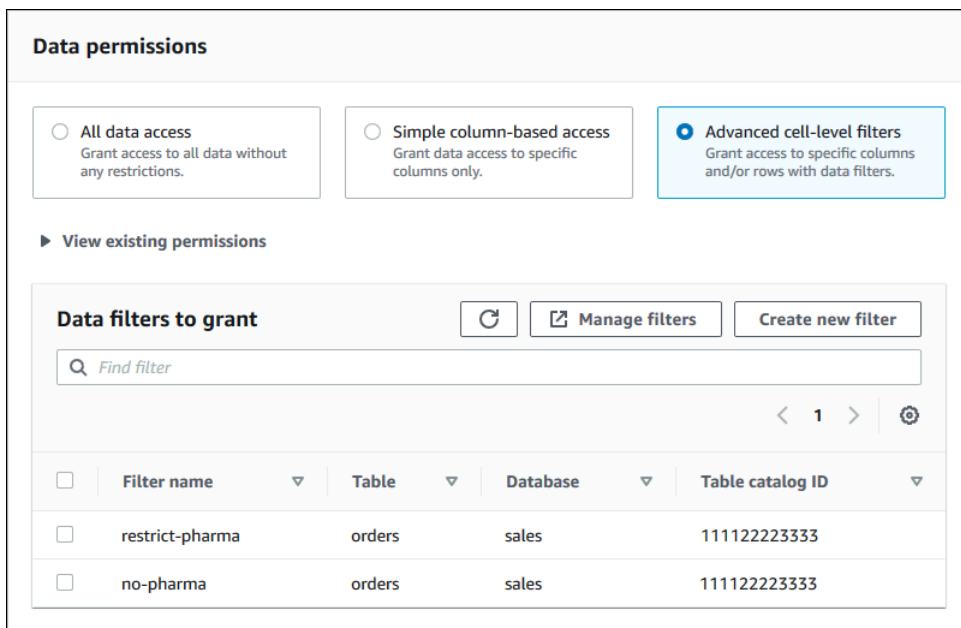 Data permissions
All data access
Grant access to all data without
any restrictions.
Simple column-based access
Grant data access to specific
columns only.
Advanced cell-level filters
Grant access to specific columns
and/or rows with data filters.
View existing permissions
Data filters to grant
Manage filters
Create new filter
Find filter
1
Filter name Table Database Table catalog ID
restrict-pharma orders sales 111122223333
no-pharma orders sales 111122223333